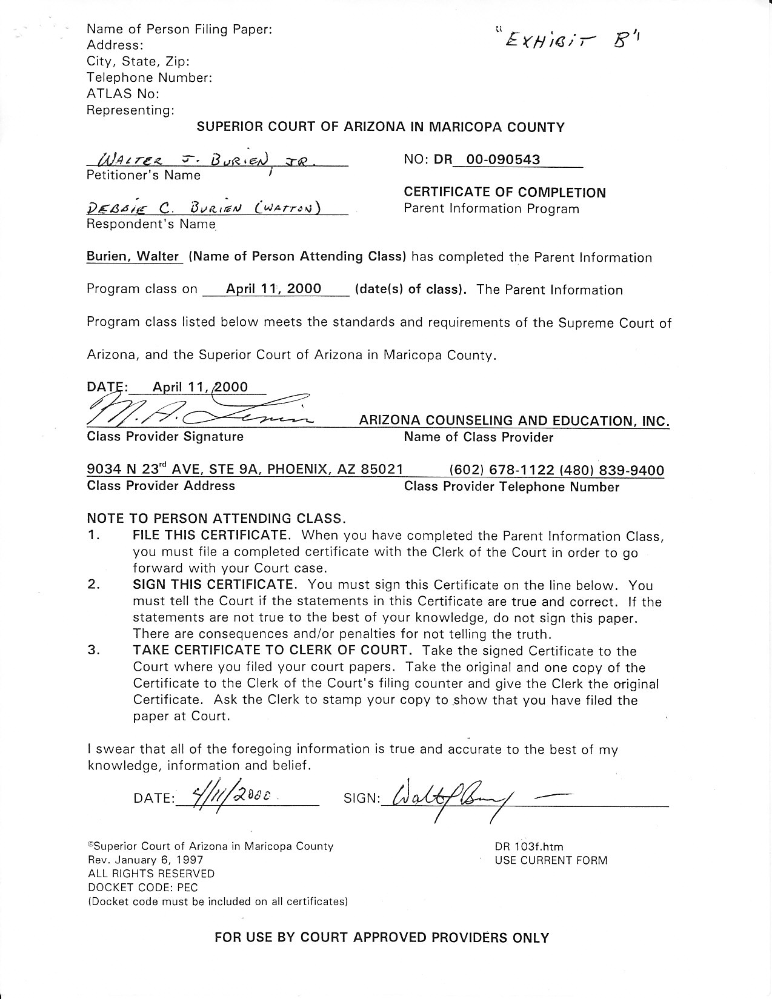 Name of Person Filing Paper:
"EXHIBIT B"
Address:
City, State, Zip:
Telephone Number:
ATLAS No:
Representing:
SUPERIOR COURT OF ARIZONA IN MARICOPA COUNTY
WALTER J. BURIEN, JR. NO: DR 00-090543
Petitioner's Name
CERTIFICATE OF COMPLETION
DEBBIE C. BURIEN (WATTON) Parent Information Program
Respondent's Name
Burien, Walter (Name of Person Attending Class) has completed the Parent Information
Program class on April 11, 2000 (date(s) of class). The Parent Information
Program class listed below meets the standards and requirements of the Supreme Court of
Arizona, and the Superior Court of Arizona in Maricopa County.
DATE: April 11, 2000
M. A. ARIZONA COUNSELING AND EDUCATION, INC.
Class Provider Signature Name of Class Provider
9034 N 23rd AVE, STE 9A, PHOENIX, AZ 85021 (602) 678-1122 (480) 839-9400
Class Provider Address Class Provider Telephone Number
NOTE TO PERSON ATTENDING CLASS.
1. FILE THIS CERTIFICATE. When you have completed the Parent Information Class,
you must file a completed certificate with the Clerk of the Court in order to go
forward with your Court case.
2. SIGN THIS CERTIFICATE. You must sign this Certificate on the line below. You
must tell the Court if the statements in this Certificate are true and correct. If the
statements are not true to the best of your knowledge, do not sign this paper.
There are consequences and/or penalties for not telling the truth.
3. TAKE CERTIFICATE TO CLERK OF COURT. Take the signed Certificate to the
Court where you filed your court papers. Take the original and one copy of the
Certificate to the Clerk of the Court's filing counter and give the Clerk the original
Certificate. Ask the Clerk to stamp your copy to show that you have filed the
paper at Court.
I swear that all of the foregoing information is true and accurate to the best of my
knowledge, information and belief.
DATE: 4/11/2000 SIGN:
©Superior Court of Arizona in Maricopa County DR 103f.htm
Rev. January 6, 1997 USE CURRENT FORM
ALL RIGHTS RESERVED
DOCKET CODE: PEC
(Docket code must be included on all certificates)
FOR USE BY COURT APPROVED PROVIDERS ONLY